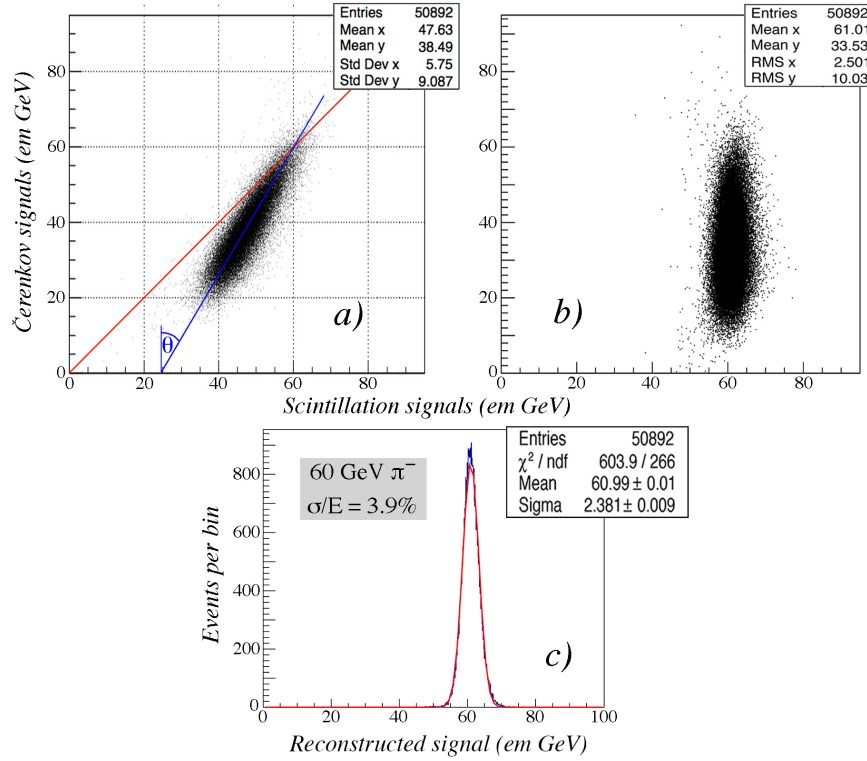 Entries 50892
Mean x 47.63
Mean y 38.49
Std Dev x 5.75
Std Dev y 9.087
Entries 50892
Mean x 61.01
Mean y 33.53
RMS x 2.501
RMS y 10.03
Čerenkov signals (em GeV)
80
60
40
20
0
θ
a)
0 20 40 60 80
80
60
40
20
0
b)
0 20 40 60 80
Scintillation signals (em GeV)
Entries 50892
χ² / ndf 603.9 / 266
Mean 60.99 ± 0.01
Sigma 2.381 ± 0.009
60 GeV π⁻
σ/E = 3.9%
Events per bin
800
600
400
200
0
c)
0 20 40 60 80 100
Reconstructed signal (em GeV)